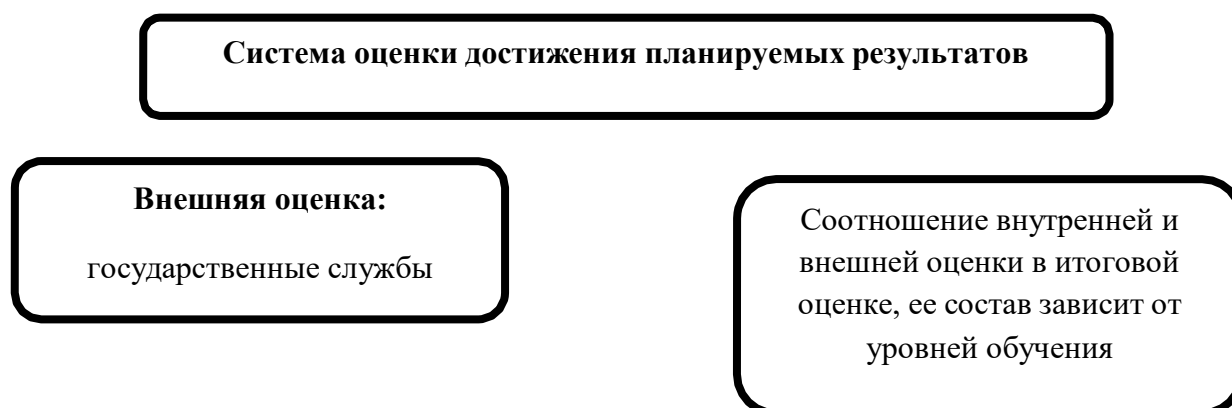 Система оценки достижения планируемых результатов
Внешняя оценка:
государственные службы
Соотношение внутренней и
внешней оценки в итоговой
оценке, ее состав зависит от
уровней обучения